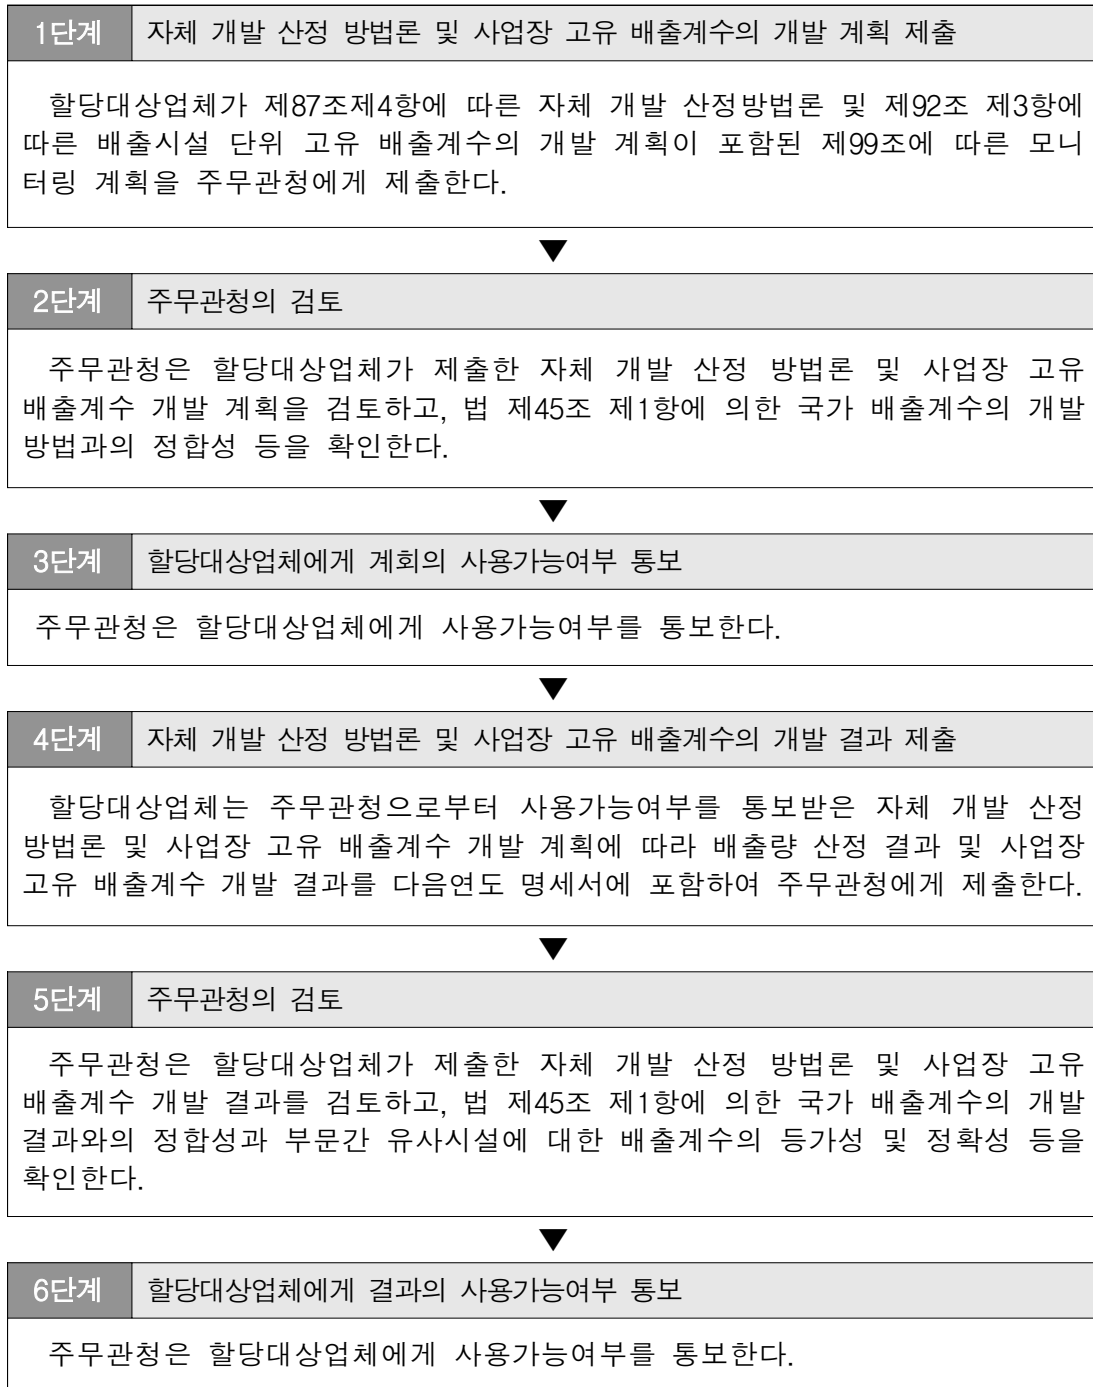 1단계 자체 개발 산정 방법론 및 사업장 고유 배출계수의 개발 계획 제출
할당대상업체가 제87조제4항에 따른 자체 개발 산정방법론 및 제92조 제3항에
따른 배출시설 단위 고유 배출계수의 개발 계획이 포함된 제99조에 따른 모니
터링 계획을 주무관청에게 제출한다.
▼
2단계 주무관청의 검토
주무관청은 할당대상업체가 제출한 자체 개발 산정 방법론 및 사업장 고유
배출계수 개발 계획을 검토하고, 법 제45조 제1항에 의한 국가 배출계수의 개발
방법과의 정합성 등을 확인한다.
▼
3단계 할당대상업체에게 계회의 사용가능여부 통보
주무관청은 할당대상업체에게 사용가능여부를 통보한다.
▼
4단계 자체 개발 산정 방법론 및 사업장 고유 배출계수의 개발 결과 제출
할당대상업체는 주무관청으로부터 사용가능여부를 통보받은 자체 개발 산정
방법론 및 사업장 고유 배출계수 개발 계획에 따라 배출량 산정 결과 및 사업장
고유 배출계수 개발 결과를 다음연도 명세서에 포함하여 주무관청에게 제출한다.
▼
5단계 주무관청의 검토
주무관청은 할당대상업체가 제출한 자체 개발 산정 방법론 및 사업장 고유
배출계수 개발 결과를 검토하고, 법 제45조 제1항에 의한 국가 배출계수의 개발
결과와의 정합성과 부문간 유사시설에 대한 배출계수의 등가성 및 정확성 등을
확인한다.
▼
6단계 할당대상업체에게 결과의 사용가능여부 통보
주무관청은 할당대상업체에게 사용가능여부를 통보한다.